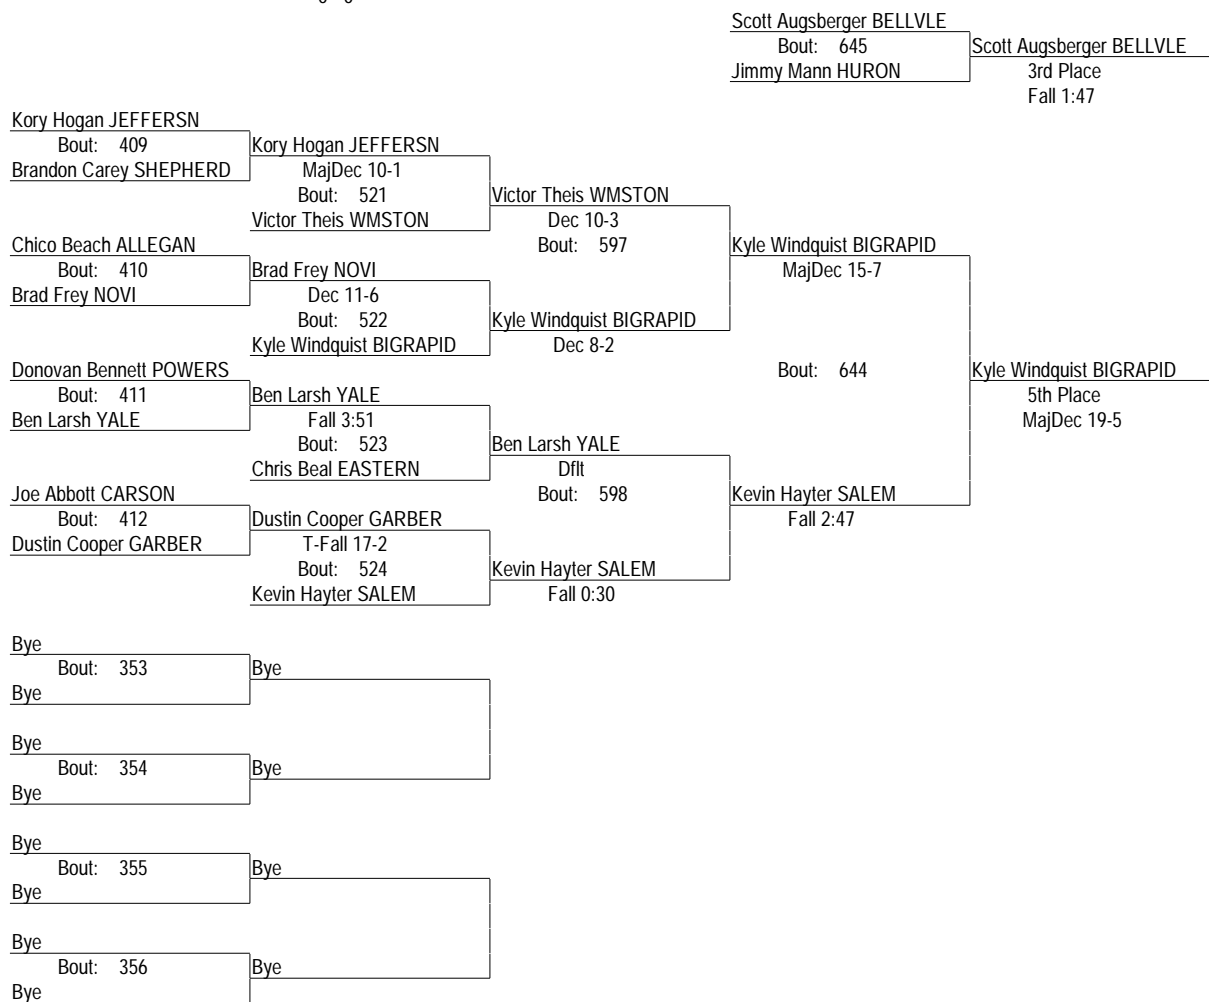 Scott Augsberger BELLVLE
Bout: 645 Scott Augsberger BELLVLE
Jimmy Mann HURON 3rd Place
Fall 1:47
Kory Hogan JEFFERSN
Bout: 409 Kory Hogan JEFFERSN
Brandon Carey SHEPHERD MajDec 10-1
Bout: 521 Victor Theis WMSTON
Victor Theis WMSTON Dec 10-3
Chico Beach ALLEGAN Bout: 597 Kyle Windquist BIGRAPID
Bout: 410 Brad Frey NOVI MajDec 15-7
Brad Frey NOVI Dec 11-6
Bout: 522 Kyle Windquist BIGRAPID
Kyle Windquist BIGRAPID Dec 8-2
Donovan Bennett POWERS Bout: 644 Kyle Windquist BIGRAPID
Bout: 411 Ben Larsh YALE 5th Place
Ben Larsh YALE Fall 3:51 MajDec 19-5
Bout: 523 Ben Larsh YALE
Chris Beal EASTERN Dflt
Joe Abbott CARSON Bout: 598 Kevin Hayter SALEM
Bout: 412 Dustin Cooper GARBER Fall 2:47
Dustin Cooper GARBER T-Fall 17-2
Bout: 524 Kevin Hayter SALEM
Kevin Hayter SALEM Fall 0:30
Bye
Bout: 353 Bye
Bye
Bye
Bout: 354 Bye
Bye
Bye
Bout: 355 Bye
Bye
Bye
Bout: 356 Bye
Bye